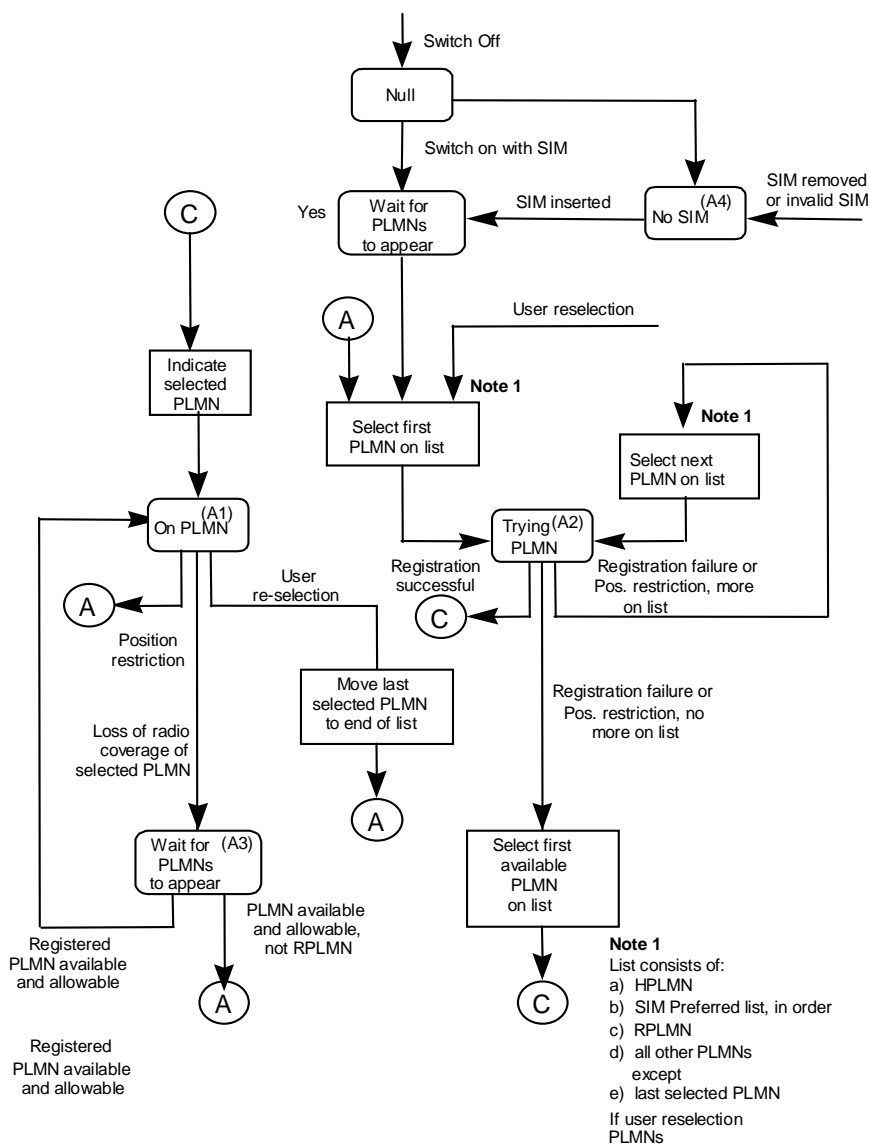 Switch Off
Null
Switch on with SIM
C
Yes
Wait for
PLMNs
to appear
SIM inserted
(A4)
No SIM
SIM removed
or invalid SIM
A
User reselection
Indicate
selected
PLMN
Note 1
Select first
PLMN on list
Note 1
Select next
PLMN on list
(A1)
On PLMN
Trying (A2)
PLMN
User
re-selection
Registration
successful
Registration failure or
Pos. restriction, more
on list
A
C
Position
restriction
Move last
selected PLMN
to end of list
Registration failure or
Pos. restriction, no
more on list
Loss of radio
coverage of
selected PLMN
A
Wait for (A3)
PLMNs
to appear
Select first
available
PLMN
on list
PLMN available
and allowable,
not RPLMN
Registered
PLMN available
and allowable
A
C
Note 1
List consists of:
a) HPLMN
b) SIM Preferred list, in order
c) RPLMN
d) all other PLMNs
except
e) last selected PLMN
If user reselection
PLMNs
Registered
PLMN available
and allowable